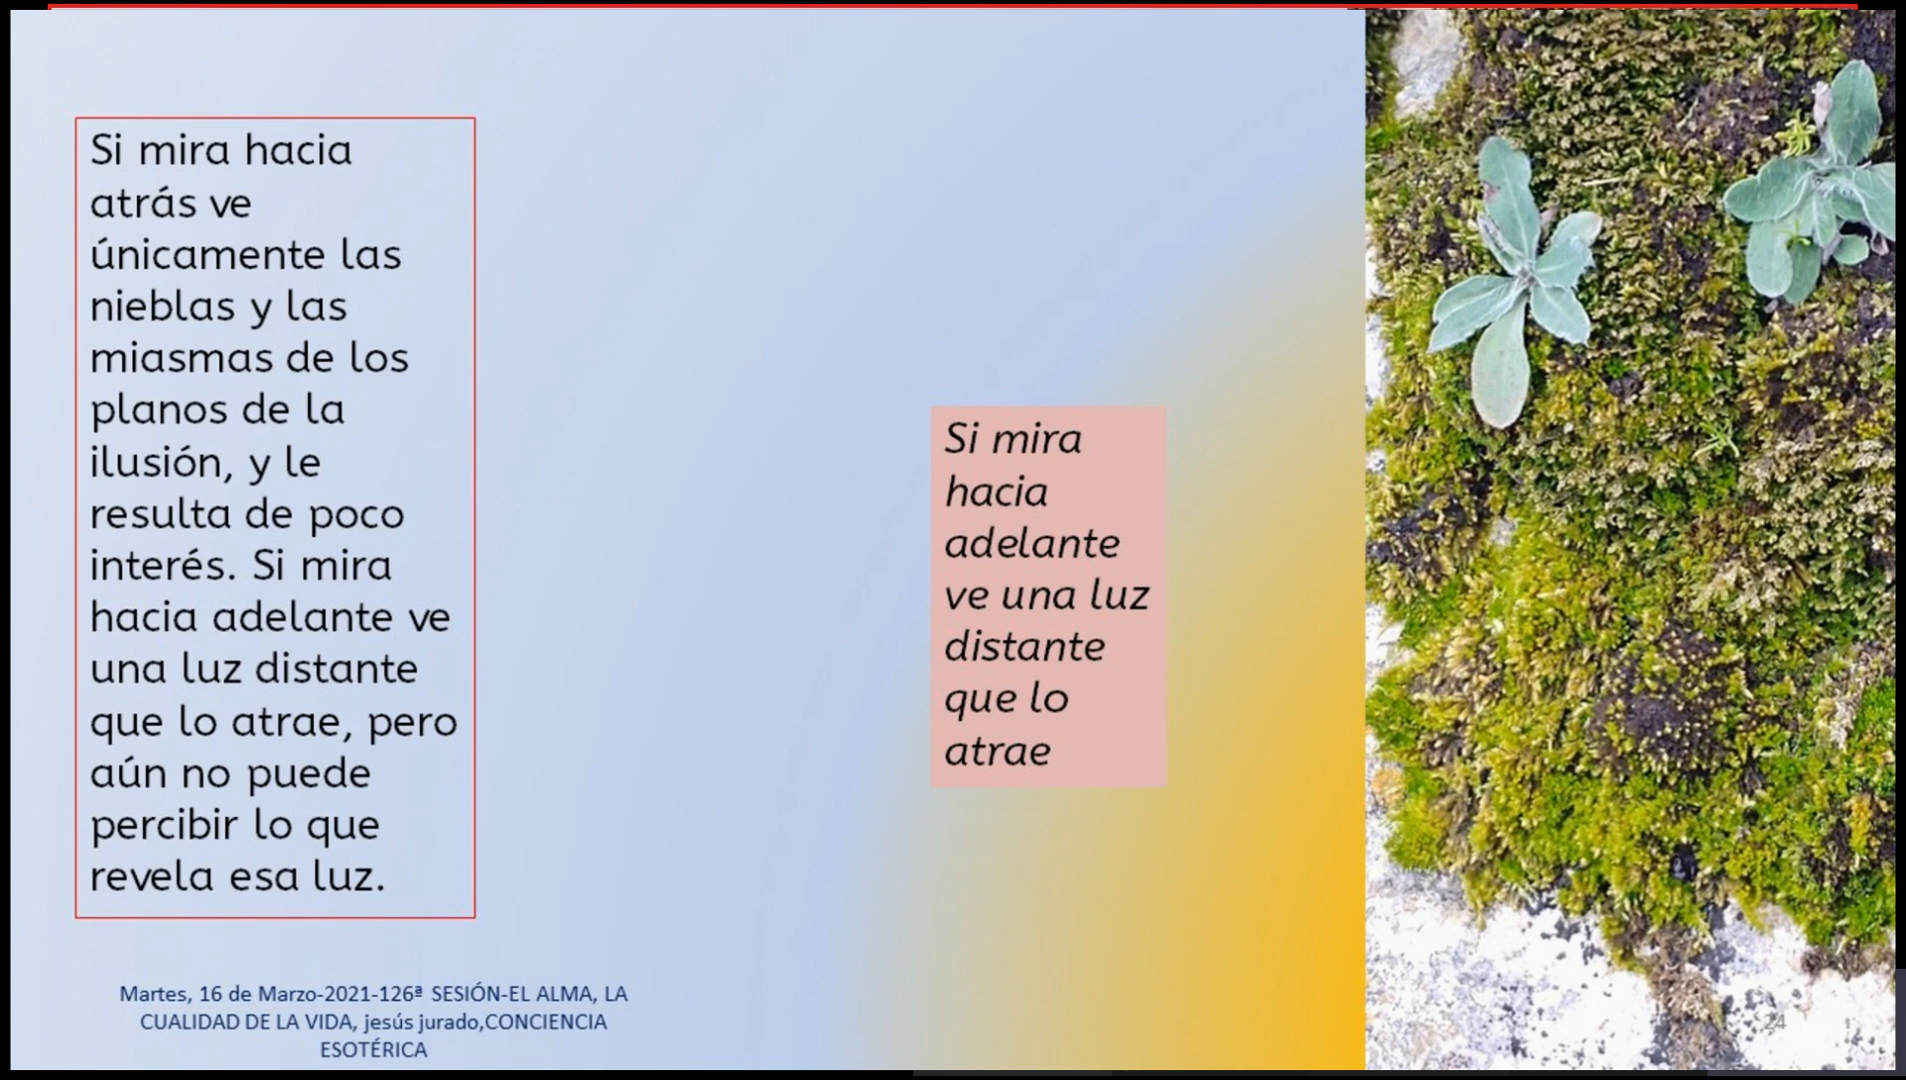 Si mira hacia
atrás ve
únicamente las
nieblas y las
miasmas de los
planos de la
ilusión, y le
resulta de poco
interés. Si mira
hacia adelante ve
una luz distante
que lo atrae, pero
aún no puede
percibir lo que
revela esa luz.
Si mira
hacia
adelante
ve una luz
distante
que lo
atrae
Martes, 16 de Marzo-2021-126ª SESIÓN-EL ALMA, LA
CUALIDAD DE LA VIDA, jesús jurado,CONCIENCIA
ESOTÉRICA
24